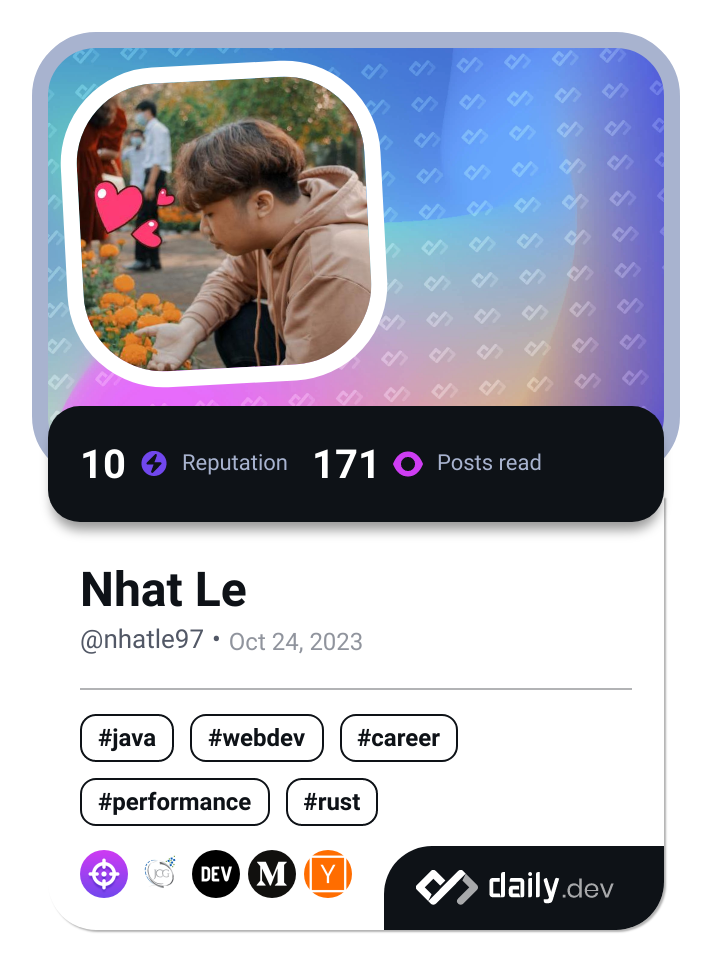 10 Reputation 171 Posts read
Nhat Le
@nhatle97 • Oct 24, 2023
#java #webdev #career
#performance #rust
JCG DEV M Y
daily.dev